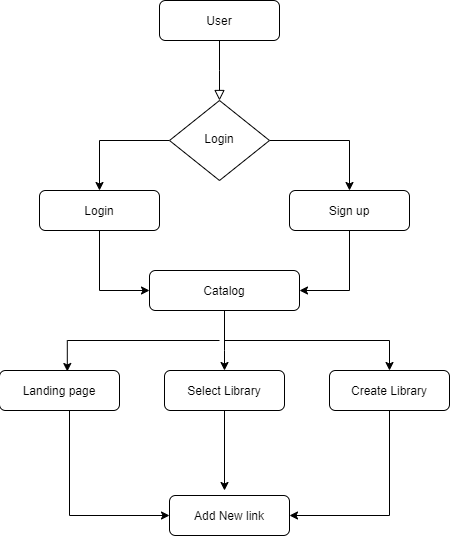 User
Login
Login
Sign up
Catalog
Landing page
Select Library
Create Library
Add New link